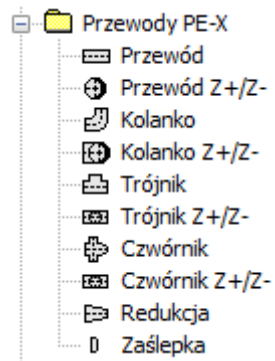 Przewody PE-X
Przewód
Przewód Z+/Z-
Kolanko
Kolanko Z+/Z-
Trójnik
Trójnik Z+/Z-
Czwórnik
Czwórnik Z+/Z-
Redukcja
Zaślepka